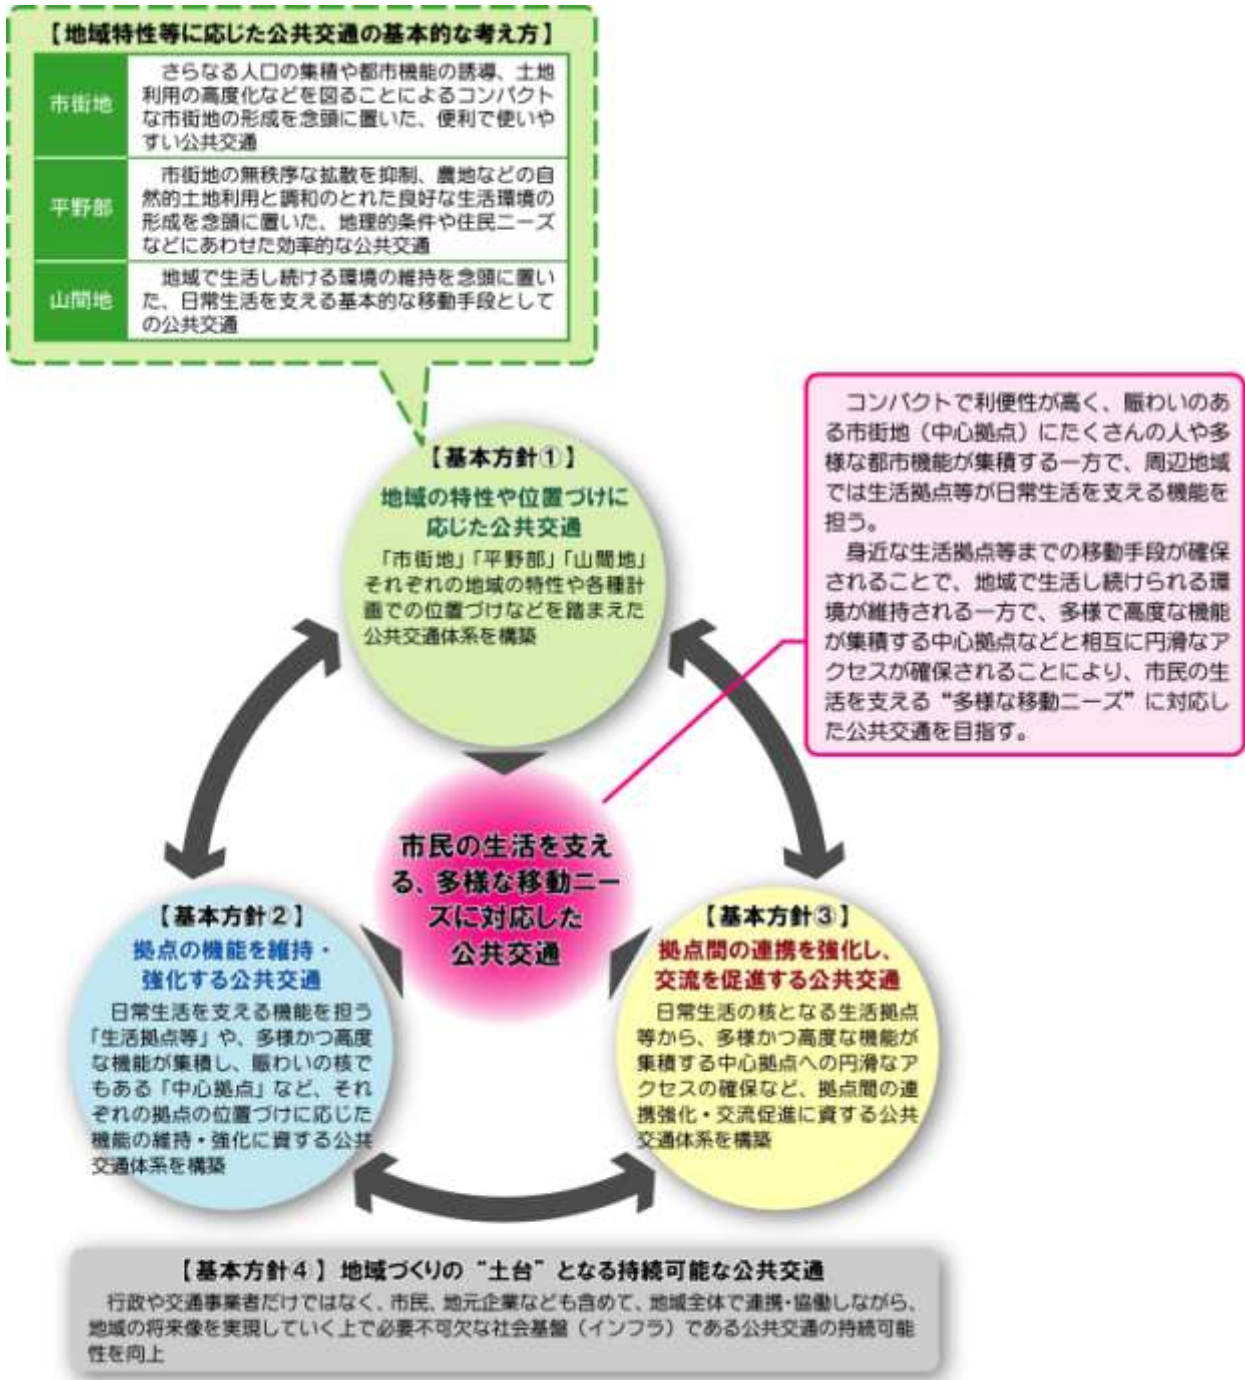 【地域特性等に応じた公共交通の基本的な考え方】
市街地
さらなる人口の集積や都市機能の誘導、土地
利用の高度化などを図ることによるコンパクト
な市街地の形成を念頭に置いた、便利で使いや
すい公共交通
平野部
市街地の無秩序な拡散を抑制、農地などの自
然的土地利用と調和のとれた良好な生活環境の
形成を念頭に置いた、地理的条件や住民ニーズ
などにあわせた効率的な公共交通
山間地
地域で生活し続ける環境の維持を念頭に置い
た、日常生活を支える基本的な移動手段として
の公共交通
【基本方針①】
地域の特性や位置づけに
応じた公共交通
「市街地」「平野部」「山間地」
それぞれの地域の特性や各種計
画での位置づけなどを踏まえた
公共交通体系を構築
コンパクトで利便性が高く、賑わいのあ
る市街地（中心拠点）にたくさんの人や多
様な都市機能が集積する一方で、周辺地域
では生活拠点等が日常生活を支える機能を
担う。
身近な生活拠点等までの移動手段が確保
されることで、地域で生活し続けられる環
境が維持される一方で、多様で高度な機能
が集積する中心拠点などと相互に円滑なア
クセスが確保されることにより、市民の生
活を支える“多様な移動ニーズ”に対応し
た公共交通を目指す。
市民の生活を支え
る、多様な移動ニー
ズに対応した
公共交通
【基本方針②】
拠点の機能を維持・
強化する公共交通
日常生活を支える機能を担う
「生活拠点等」や、多様かつ高度
な機能が集積し、賑わいの核で
もある「中心拠点」など、それ
ぞれの拠点の位置づけに応じた
機能の維持・強化に資する公共
交通体系を構築
【基本方針③】
拠点間の連携を強化し、
交流を促進する公共交通
日常生活の核となる生活拠点
等から、多様かつ高度な機能が
集積する中心拠点への円滑なア
クセスの確保など、拠点間の連
携強化・交流促進に資する公共
交通体系を構築
【基本方針４】地域づくりの“土台”となる持続可能な公共交通
行政や交通事業者だけではなく、市民、地元企業なども含めて、地域全体で連携・協働しながら、
地域の将来像を実現していく上で必要不可欠な社会基盤（インフラ）である公共交通の持続可能
性を向上